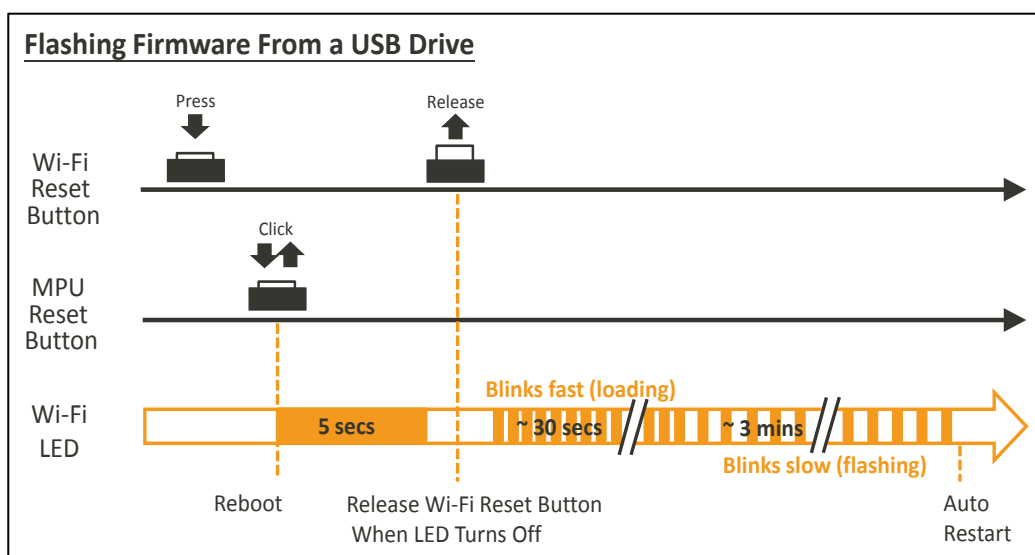 Flashing Firmware From a USB Drive
Press
Release
Wi-Fi
Reset
Button
Click
MPU
Reset
Button
Blinks fast (loading)
Wi-Fi
LED
5 secs
~ 30 secs
~ 3 mins
Blinks slow (flashing)
Reboot
Release Wi-Fi Reset Button
When LED Turns Off
Auto
Restart